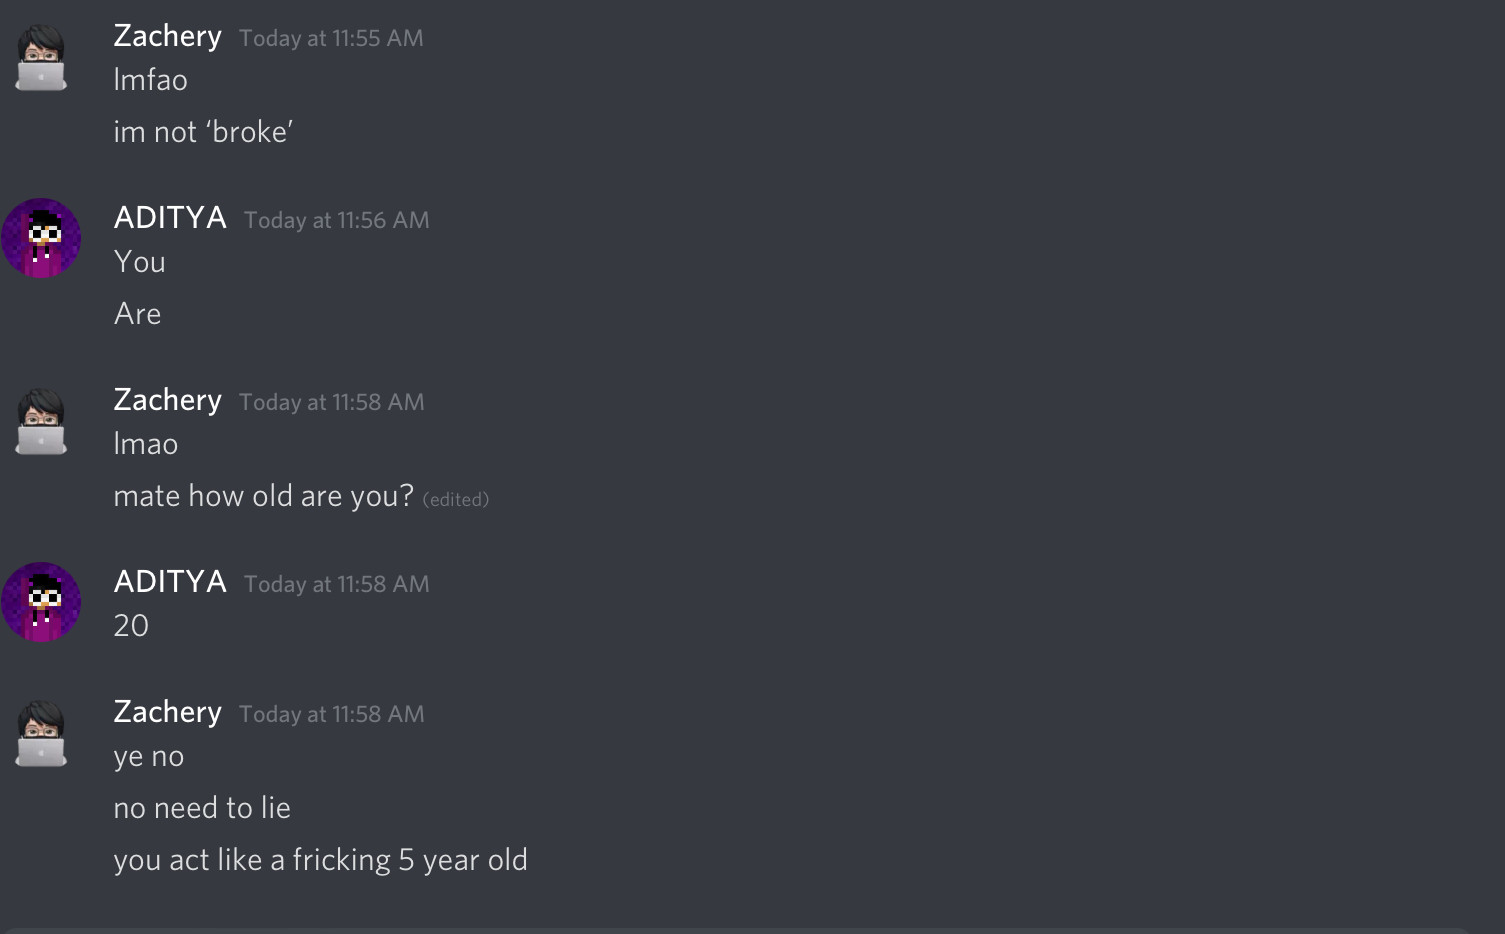 Zachery Today at 11:55 AM
lmfao
im not ‘broke’
ADITYA Today at 11:56 AM
You
Are
Zachery Today at 11:58 AM
lmao
mate how old are you? (edited)
ADITYA Today at 11:58 AM
20
Zachery Today at 11:58 AM
ye no
no need to lie
you act like a fricking 5 year old